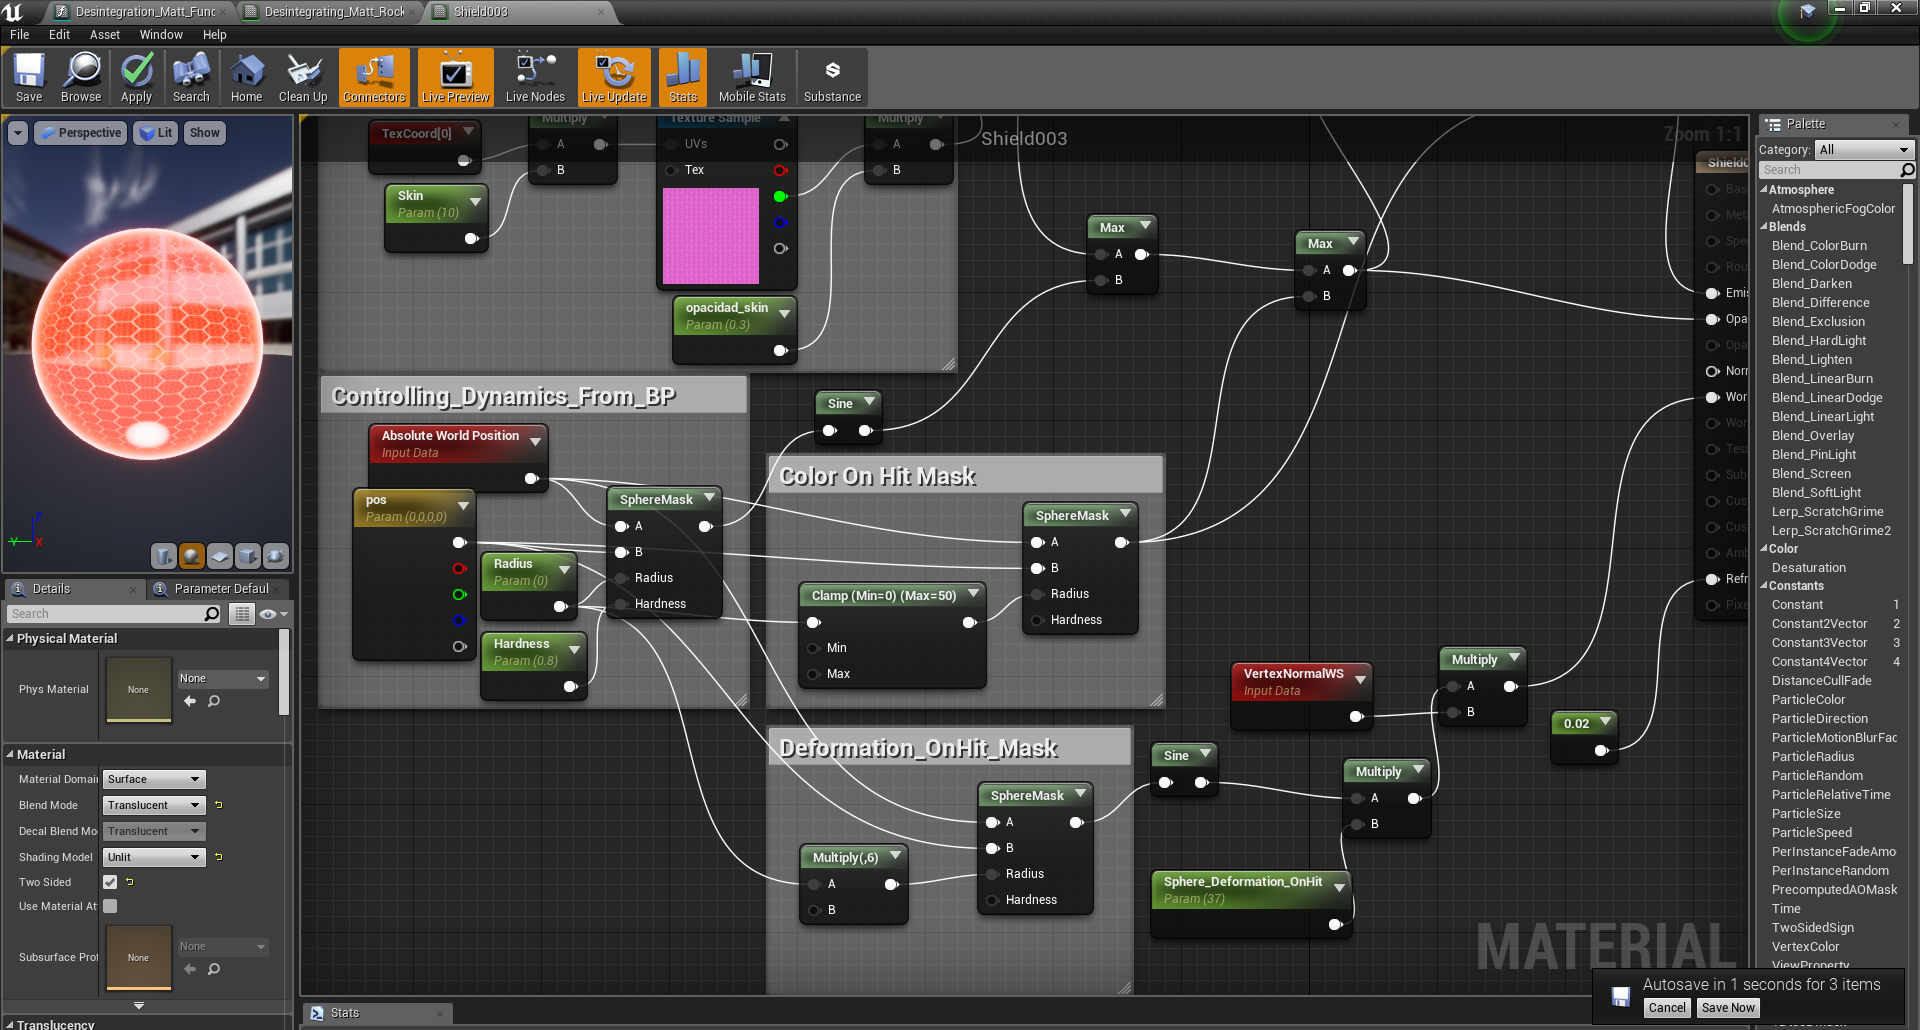 Desintegration_Matt_Func
Desintegrating_Matt_Rock
Shield003
File Edit Asset Window Help
Save Browse Apply Search Home Clean Up Connectors Live Preview Live Nodes Live Update Stats Mobile Stats Substance
Perspective Lit Show
Z
Y
X
Details
Parameter Defaul
Search
Physical Material
Phys Material
None
None
Material
Material Domai
Surface
Blend Mode
Translucent
Decal Blend Mo
Translucent
Shading Model
Unlit
Two Sided
Use Material At
Subsurface Prof
None
None
Translucency
Shield003
Zoom 1:1
TexCoord[0]
Multiply
A
B
Skin
Param (10)
Texture Sample
UVs
Tex
Multiply
A
B
opacidad_skin
Param (0.3)
Max
A
B
Max
A
B
Controlling_Dynamics_From_BP
Absolute World Position
Input Data
pos
Param (0,0,0,0)
SphereMask
A
B
Radius
Hardness
Radius
Param (0)
Hardness
Param (0.8)
Sine
Color On Hit Mask
SphereMask
A
B
Radius
Hardness
Clamp (Min=0) (Max=50)
Min
Max
Deformation_OnHit_Mask
SphereMask
A
B
Radius
Hardness
Multiply(,6)
A
B
Sine
VertexNormalWS
Input Data
Multiply
A
B
Multiply
A
B
0.02
Sphere_Deformation_OnHit
Param (37)
Shield0
Bas
Meta
Spe
Rou
Emis
Opa
Opa
Norr
Wor
Wor
Tes
Sub
Cus
Cus
Amb
Refr
Pixe
MATERIAL
Stats
Palette
Category: All
Search
Atmosphere
AtmosphericFogColor
Blends
Blend_ColorBurn
Blend_ColorDodge
Blend_Darken
Blend_Difference
Blend_Exclusion
Blend_HardLight
Blend_Lighten
Blend_LinearBurn
Blend_LinearDodge
Blend_LinearLight
Blend_Overlay
Blend_PinLight
Blend_Screen
Blend_SoftLight
Lerp_ScratchGrime
Lerp_ScratchGrime2
Color
Desaturation
Constants
Constant 1
Constant2Vector 2
Constant3Vector 3
Constant4Vector 4
DistanceCullFade
ParticleColor
ParticleDirection
ParticleMotionBlurFac
ParticleRadius
ParticleRandom
ParticleRelativeTime
ParticleSize
ParticleSpeed
PerInstanceFadeAmo
PerInstanceRandom
PrecomputedAOMask
Time
TwoSidedSign
VertexColor
ViewProperty
Autosave in 1 seconds for 3 items
Cancel Save Now